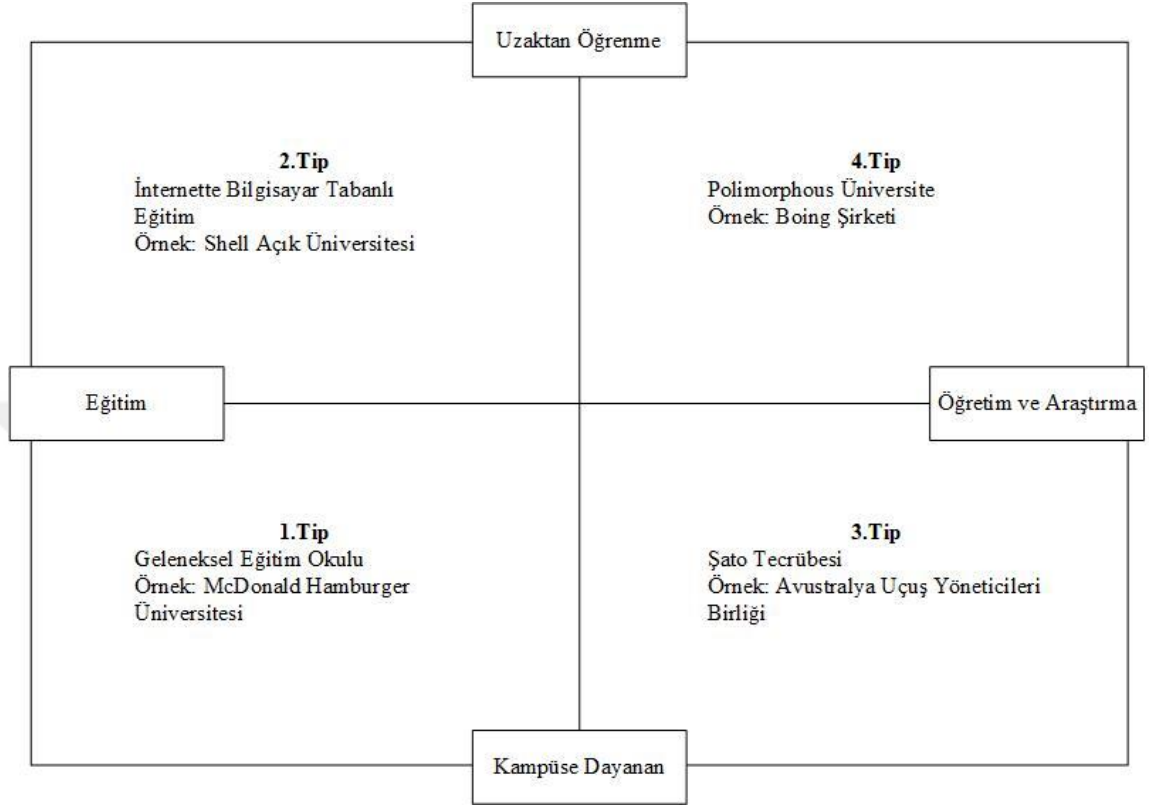 Uzaktan Öğrenme
2.Tip
İnternette Bilgisayar Tabanlı
Eğitim
Örnek: Shell Açık Üniversitesi
4.Tip
Polimorphous Üniversite
Örnek: Boing Şirketi
Eğitim
Öğretim ve Araştırma
1.Tip
Geleneksel Eğitim Okulu
Örnek: McDonald Hamburger
Üniversitesi
3.Tip
Şato Tecrübesi
Örnek: Avustralya Uçuş Yöneticileri
Birliği
Kampüse Dayanan